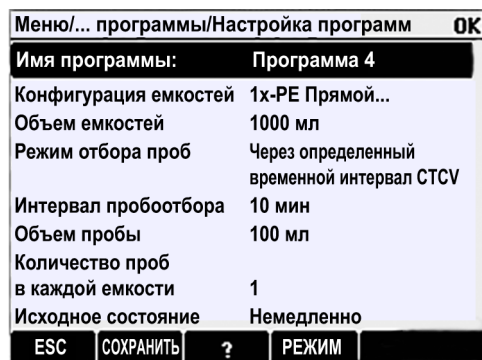 Меню/... программы/Настройка программ OK
Имя программы: Программа 4
Конфигурация емкостей 1x-PE Прямой...
Объем емкостей 1000 мл
Режим отбора проб Через определенный
временной интервал CTCV
Интервал пробоотбора 10 мин
Объем пробы 100 мл
Количество проб
в каждой емкости 1
Исходное состояние Немедленно
ESC СОХРАНИТЬ ? РЕЖИМ